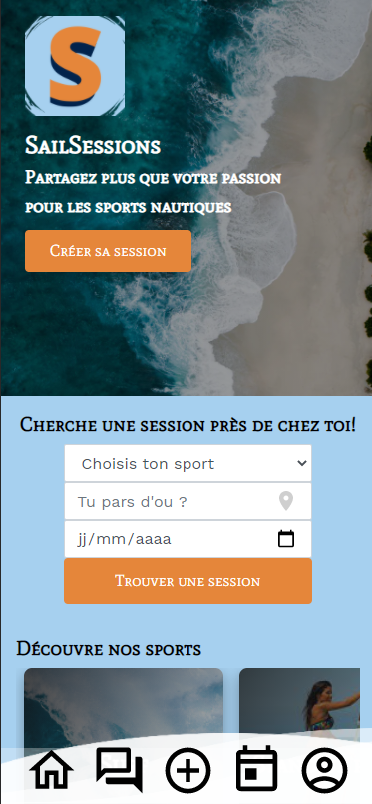 S
SailSessions
Partagez plus que votre passion
pour les sports nautiques
Créer sa session
Cherche une session près de chez toi!
Choisis ton sport
Tu pars d'ou ?
jj/mm/aaaa
Trouver une session
Découvre nos sports